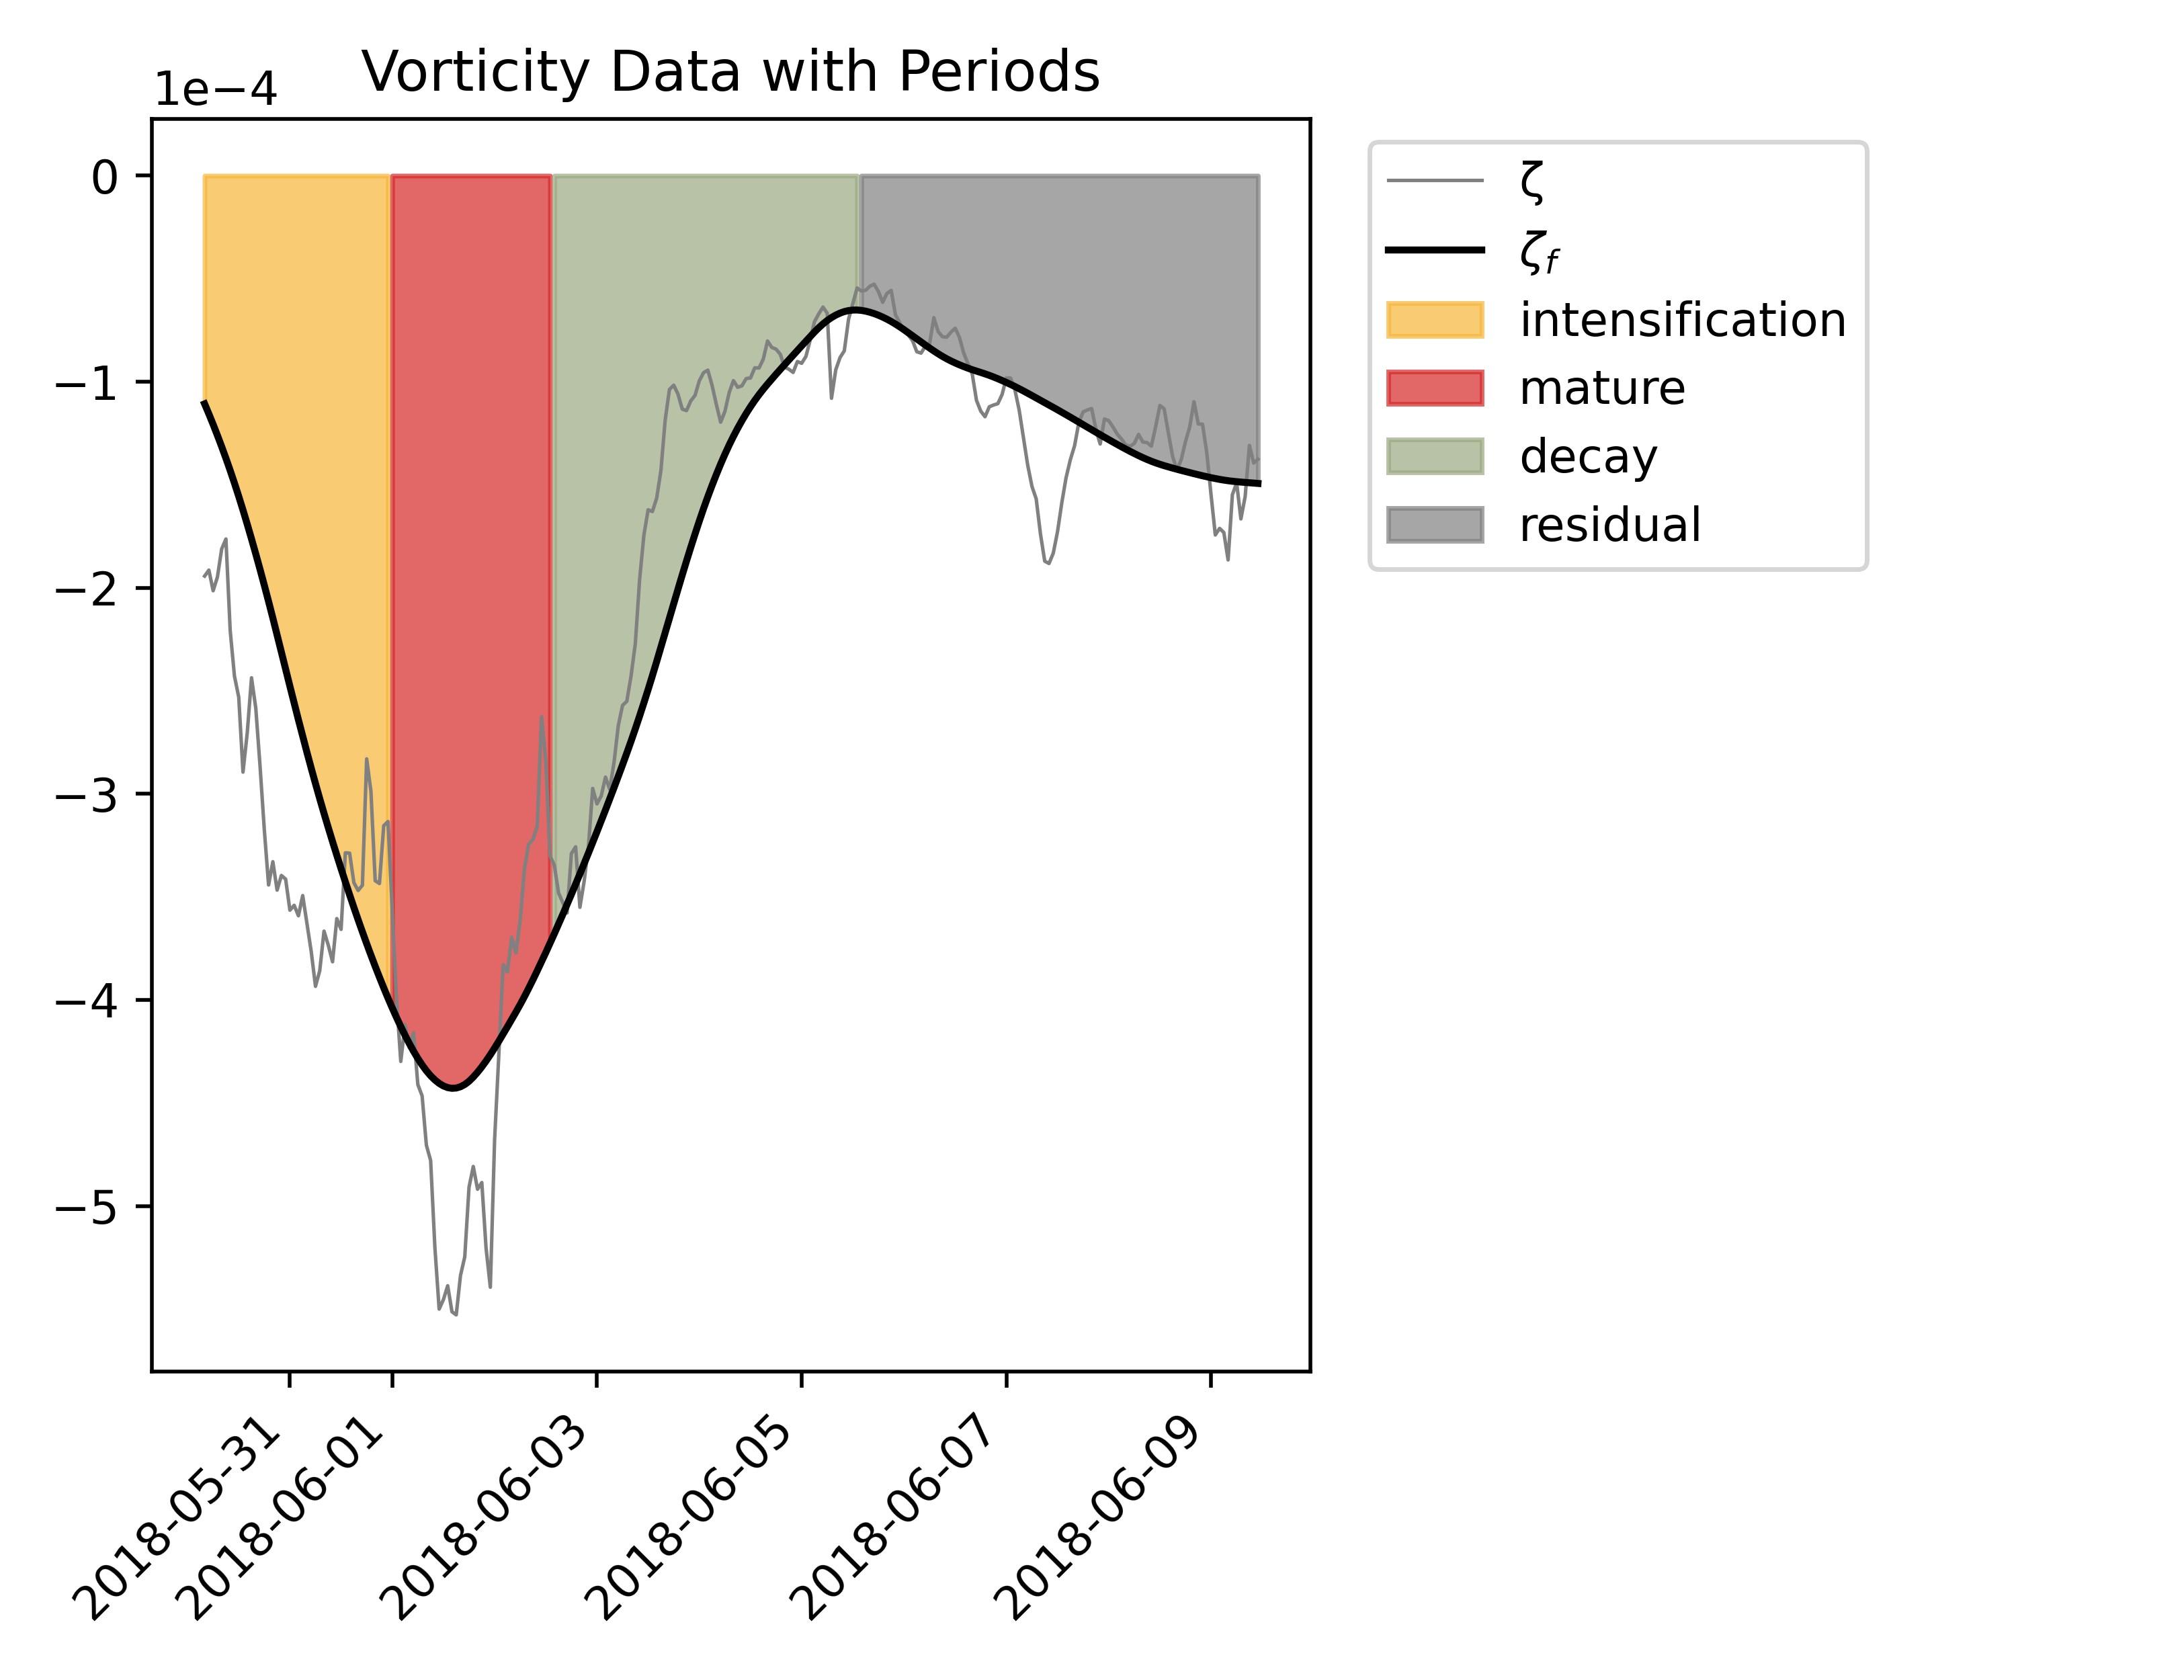 Vorticity Data with Periods
1e−4
0
−1
−2
−3
−4
−5
2018-05-31
2018-06-01
2018-06-03
2018-06-05
2018-06-07
2018-06-09
ζ
ζf
intensification
mature
decay
residual